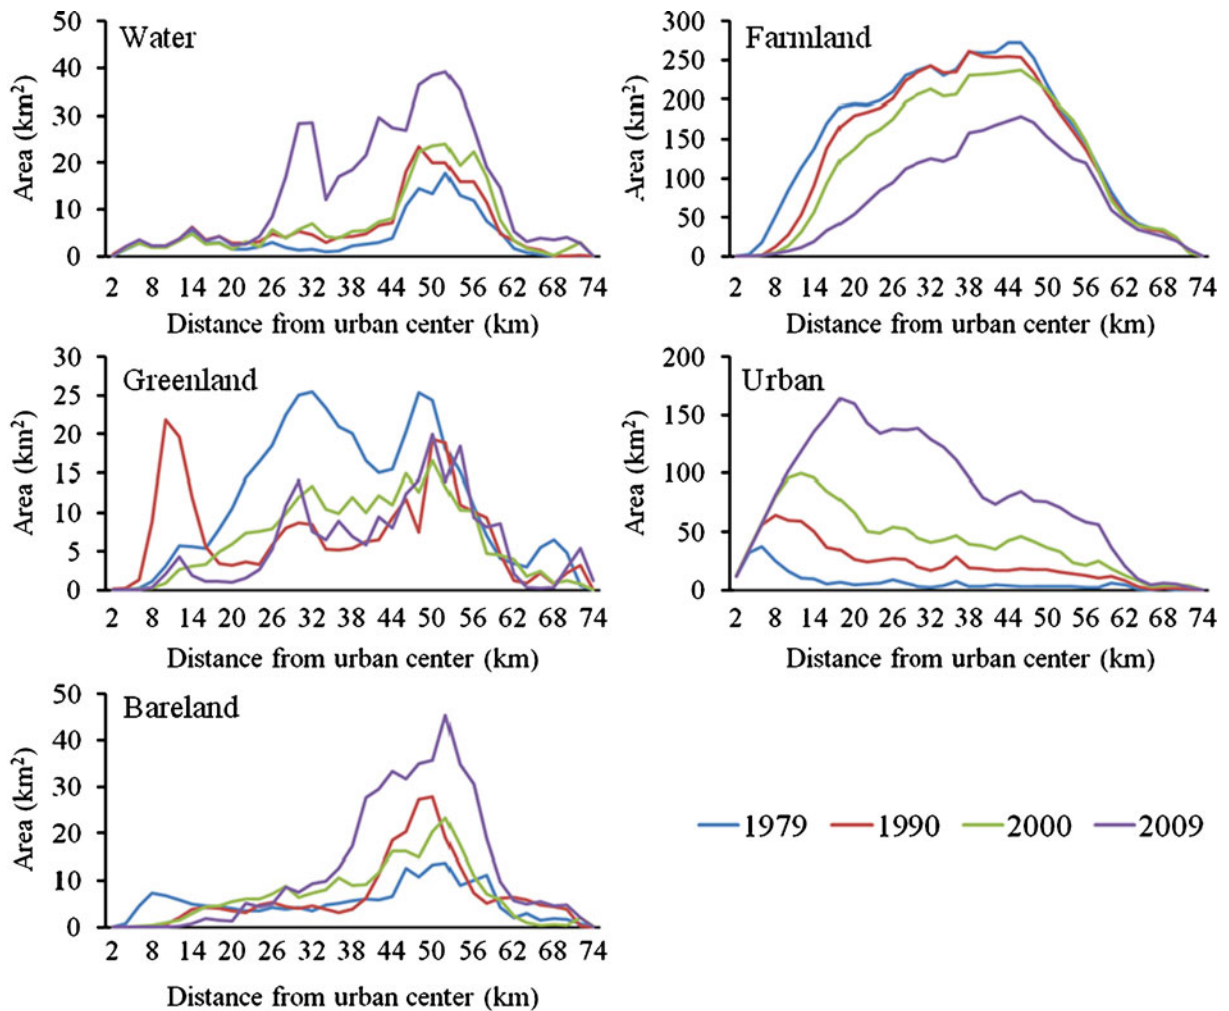 Water
Area (km²)
50
40
30
20
10
0
2 8 14 20 26 32 38 44 50 56 62 68 74
Distance from urban center (km)
Farmland
Area (km²)
300
250
200
150
100
50
0
2 8 14 20 26 32 38 44 50 56 62 68 74
Distance from urban center (km)
Greenland
Area (km²)
30
25
20
15
10
5
0
2 8 14 20 26 32 38 44 50 56 62 68 74
Distance from urban center (km)
Urban
Area (km²)
200
150
100
50
0
2 8 14 20 26 32 38 44 50 56 62 68 74
Distance from urban center (km)
Bareland
Area (km²)
50
40
30
20
10
0
2 8 14 20 26 32 38 44 50 56 62 68 74
Distance from urban center (km)
1979 1990 2000 2009